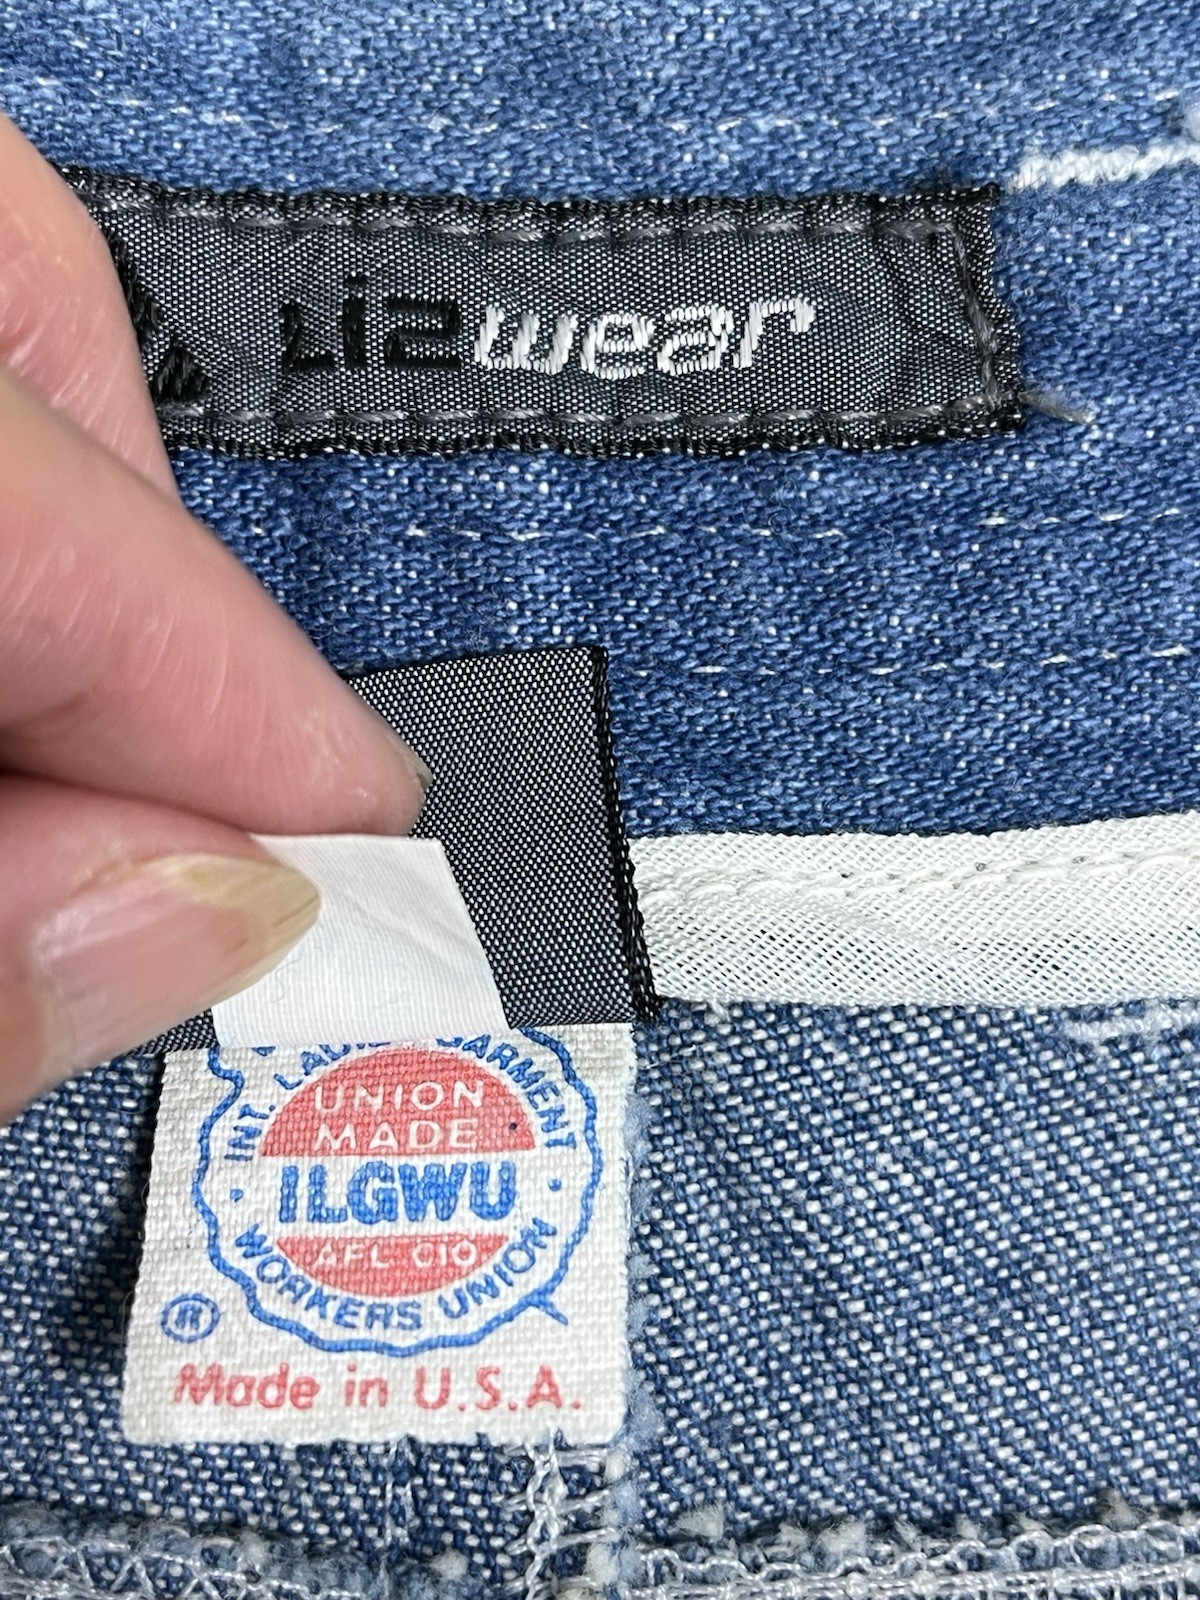 Lizwear
INT. LADIES' GARMENT
UNION
MADE
ILGWU
AFL CIO
WORKERS UNION
®
Made in U.S.A.